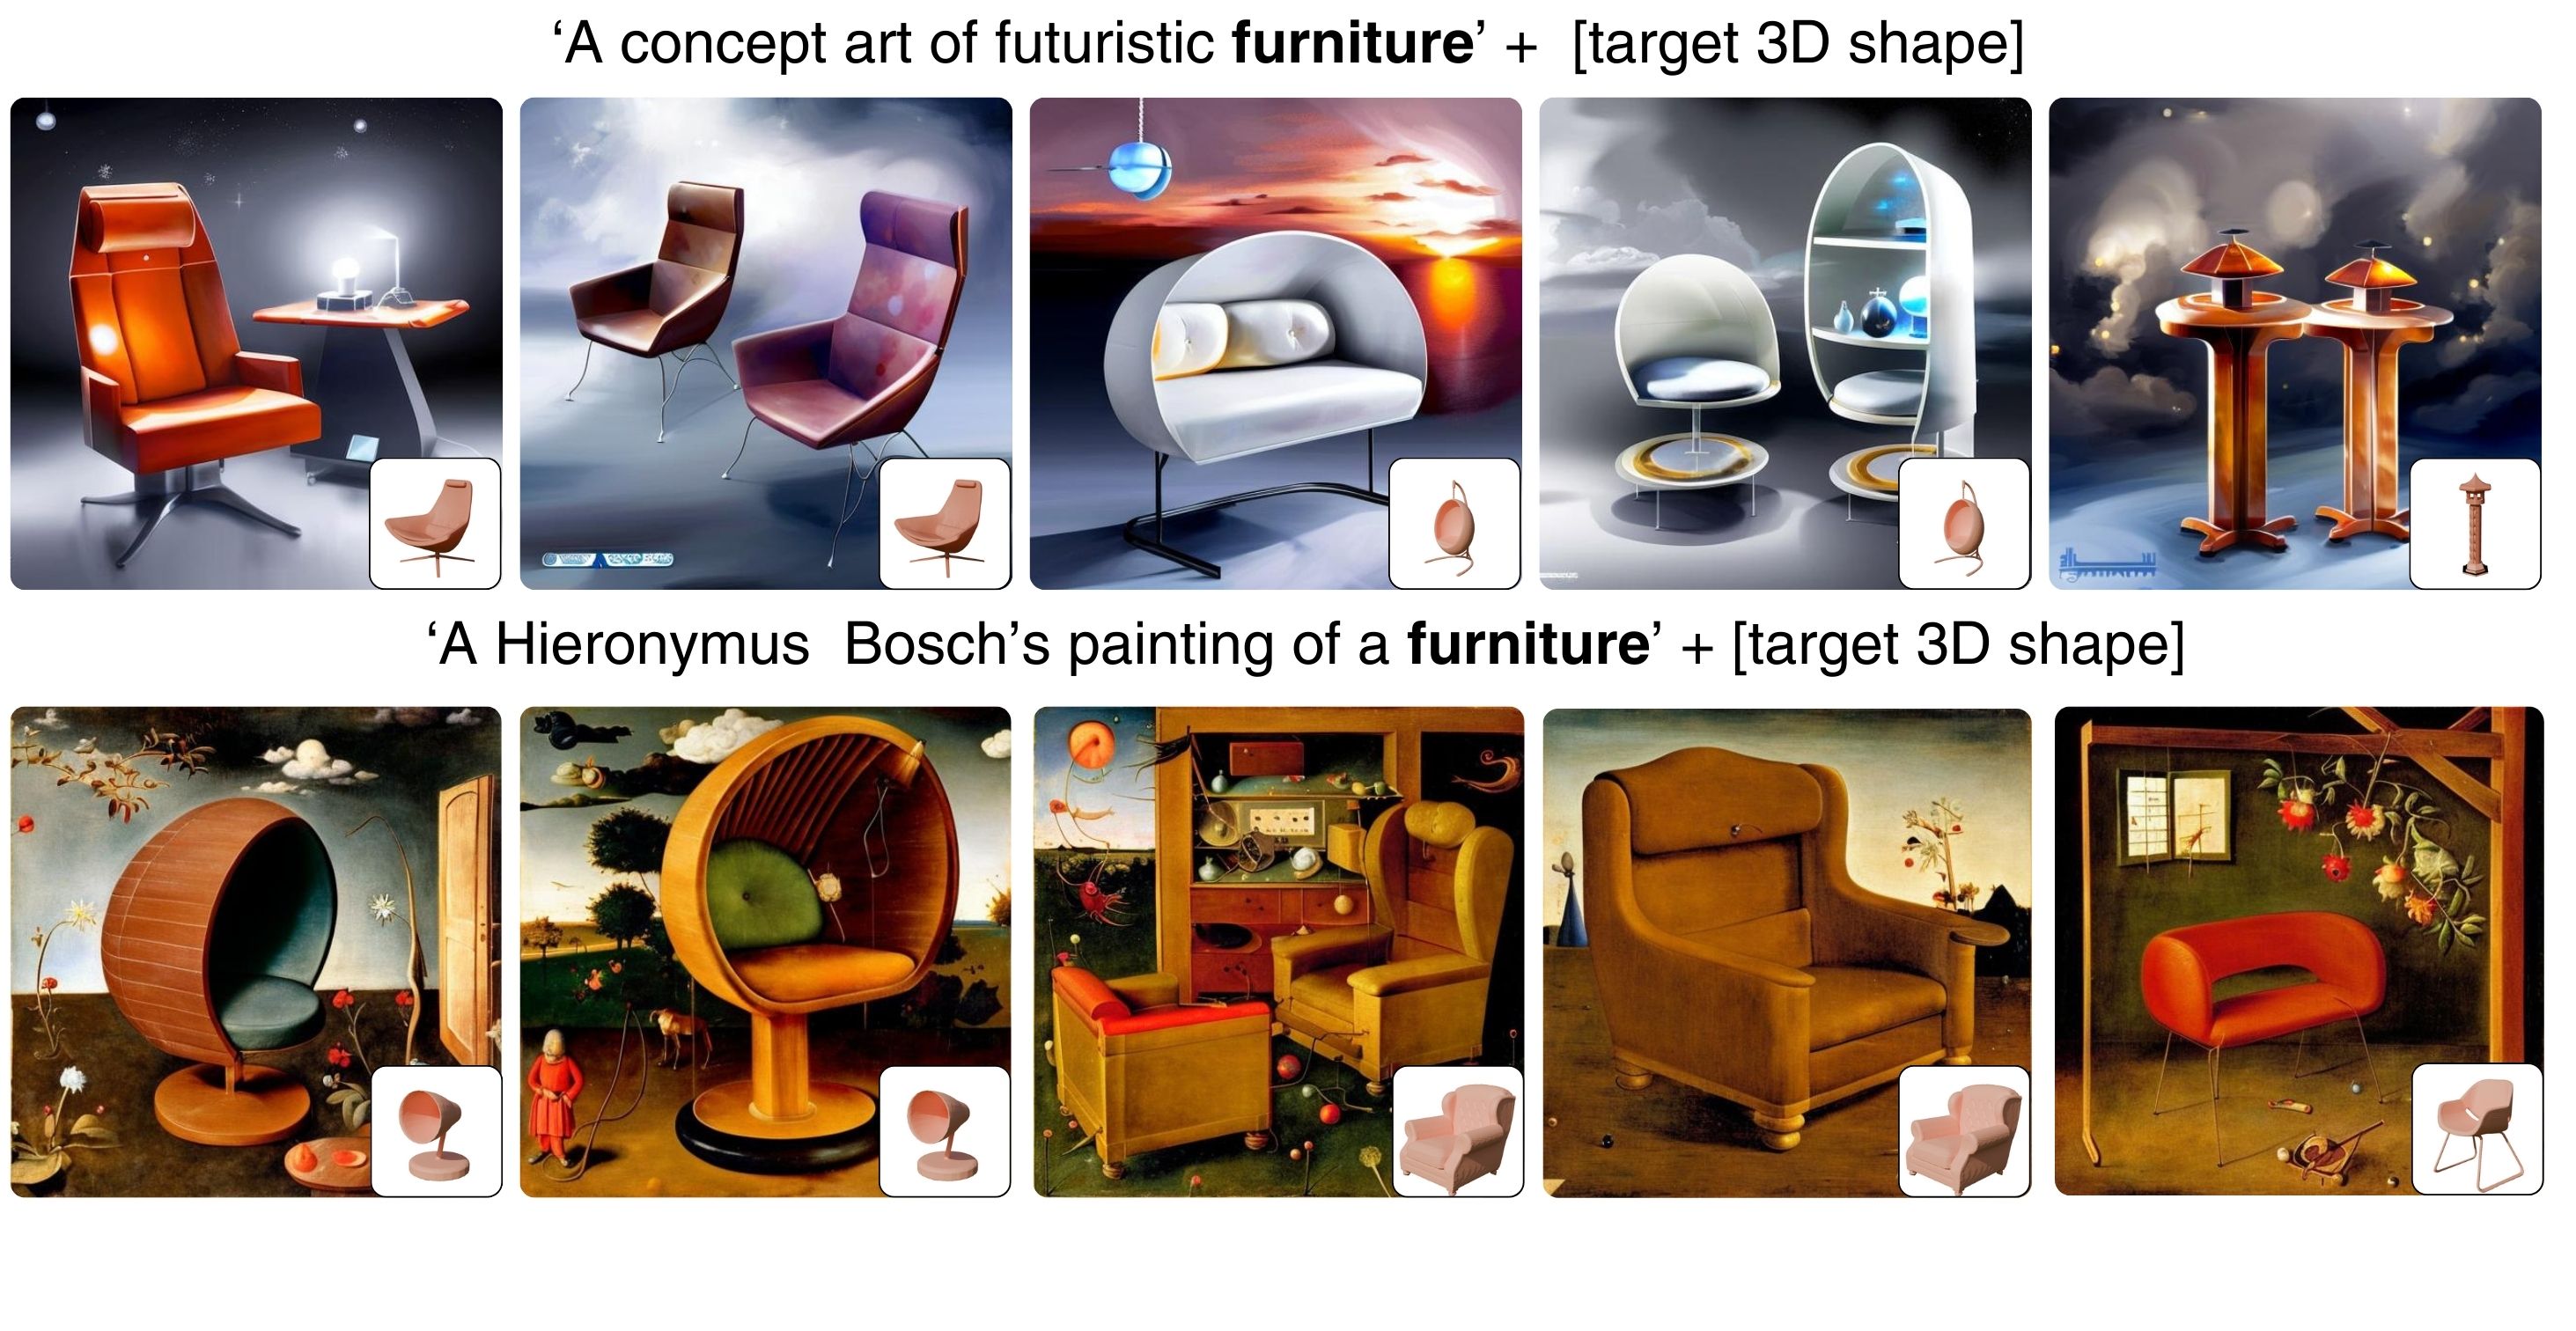 ‘A concept art of futuristic furniture’ + [target 3D shape]
‘A Hieronymus Bosch’s painting of a furniture’ + [target 3D shape]